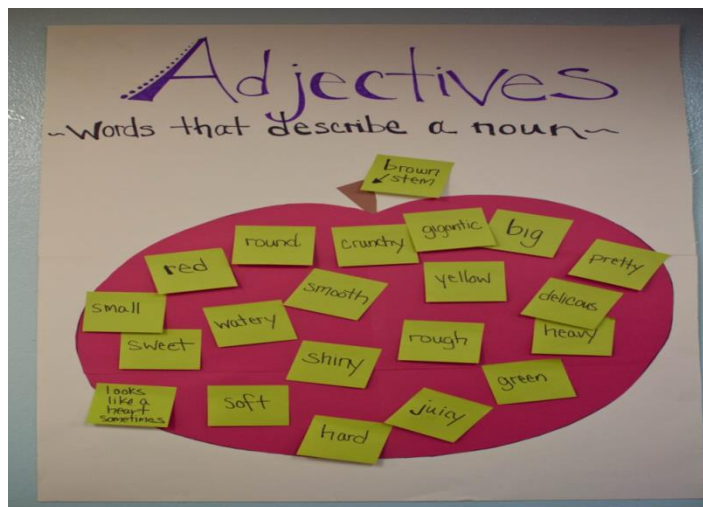 Adjectives
~Words that describe a noun~
brown
stem
gigantic
big
round
crunchy
pretty
red
yellow
smooth
delicous
small
watery
heavy
sweet
rough
shiny
green
looks
like a
heart
sometimes
soft
juicy
hard